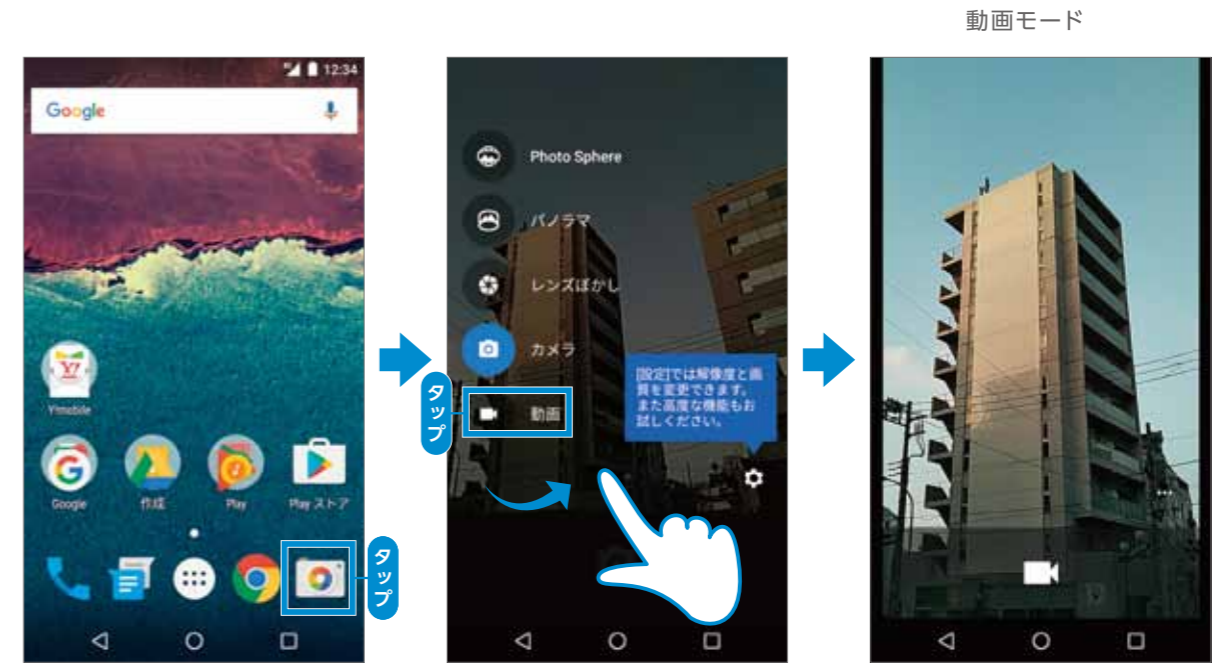 動画モード
12:34
Google
Y!mobile
Google
作成
Play
Play ストア
タップ
Photo Sphere
パノラマ
レンズぼかし
カメラ
動画
タップ
[設定]では解像度と画
質を変更できます。
また高度な機能もお
試しください。